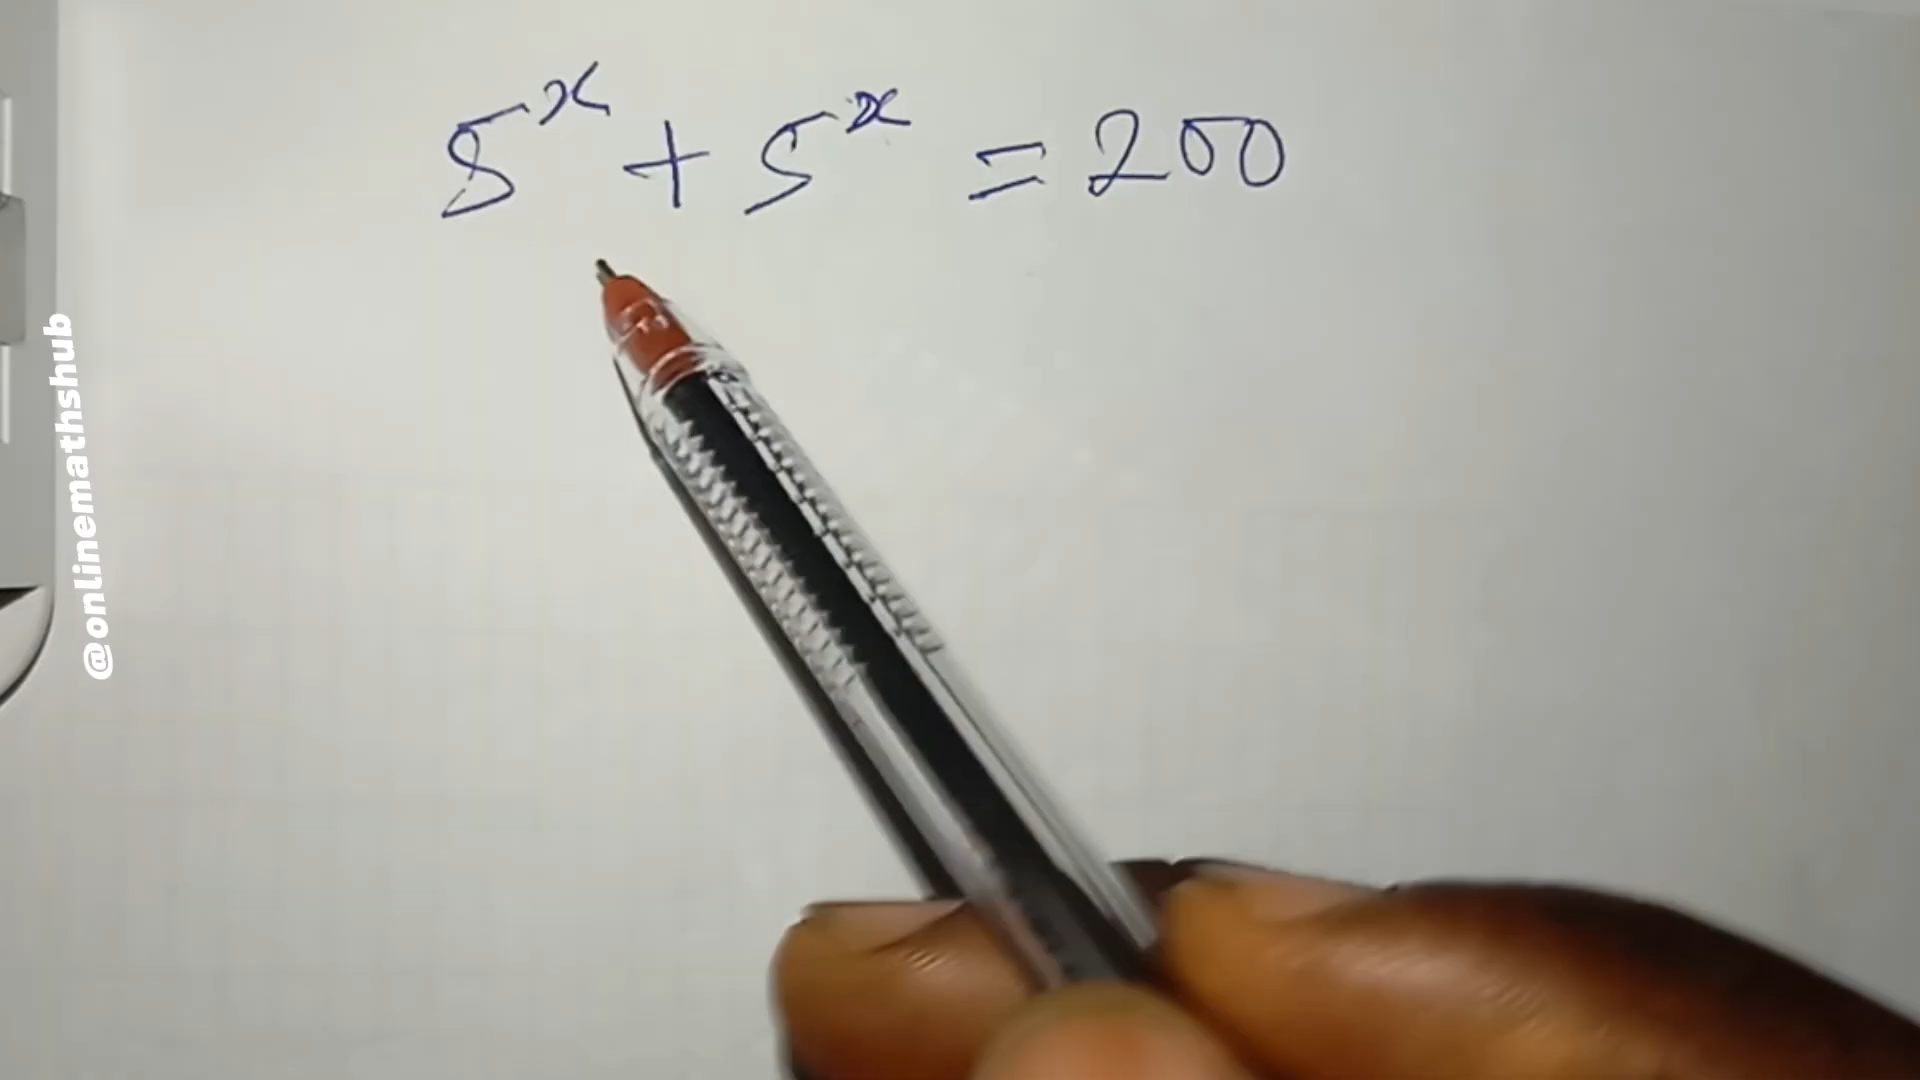 5^x + 5^x = 200
@onlinemathshub